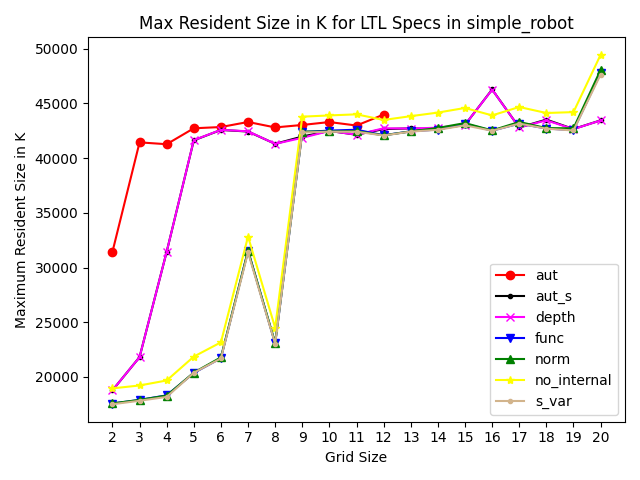 Max Resident Size in K for LTL Specs in simple_robot
Maximum Resident Size in K
50000
45000
40000
35000
30000
25000
20000
2 3 4 5 6 7 8 9 10 11 12 13 14 15 16 17 18 19 20
Grid Size
aut
aut_s
depth
func
norm
no_internal
s_var